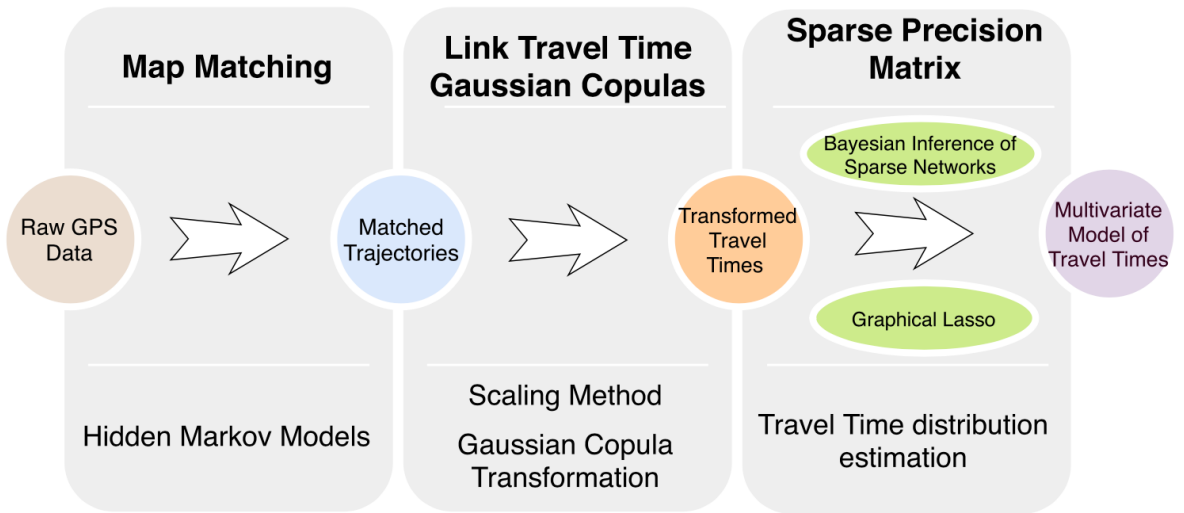 Map Matching
Link Travel Time
Gaussian Copulas
Sparse Precision
Matrix
Raw GPS
Data
Matched
Trajectories
Transformed
Travel
Times
Bayesian Inference of
Sparse Networks
Graphical Lasso
Multivariate
Model of
Travel Times
Hidden Markov Models
Scaling Method
Gaussian Copula
Transformation
Travel Time distribution
estimation